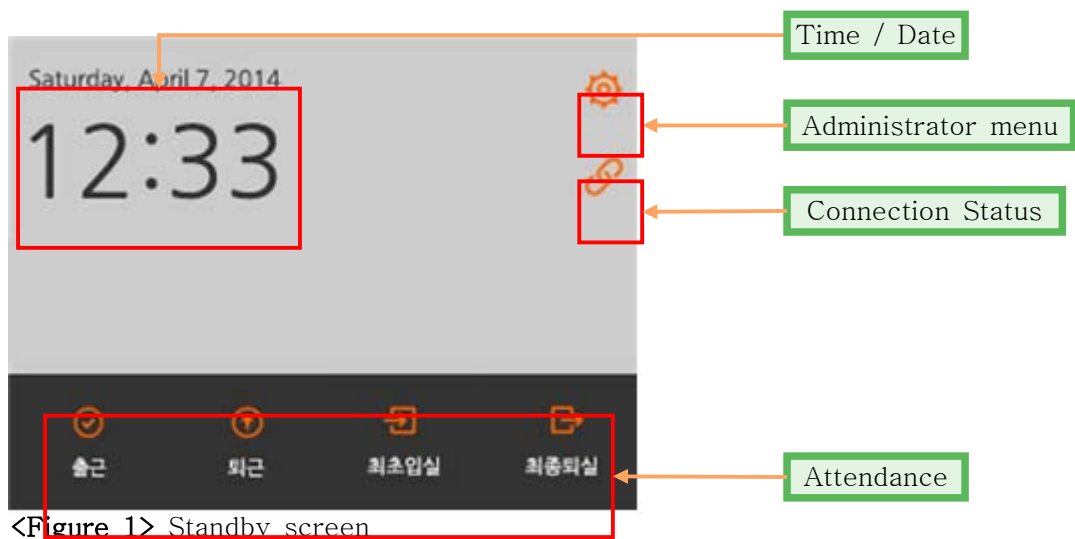 Time / Date
Saturday, April 7, 2014
12:33
Administrator menu
Connection Status
출근 퇴근 최초입실 최종퇴실
Attendance
<Figure 1> Standby screen